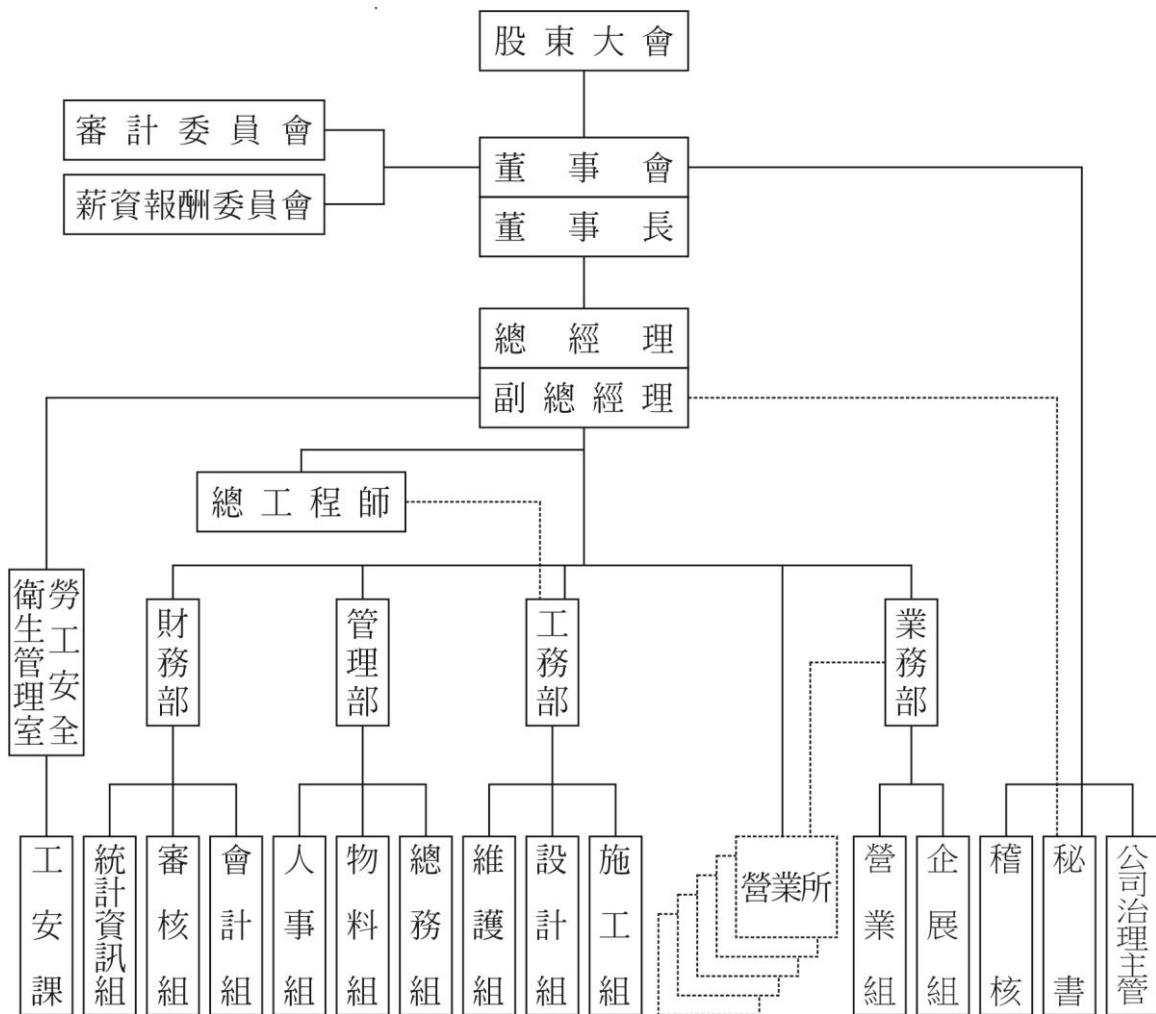 股東大會
審計委員會
薪資報酬委員會
董事會
董事長
總經理
副總經理
總工程師
勞工安全
衛生管理室
財務部
管理部
工務部
業務部
工安課
統計資訊組
審核組
會計組
人事組
物料組
總務組
維護組
設計組
施工組
營業所
營業組
企展組
稽核
秘書
公司治理主管